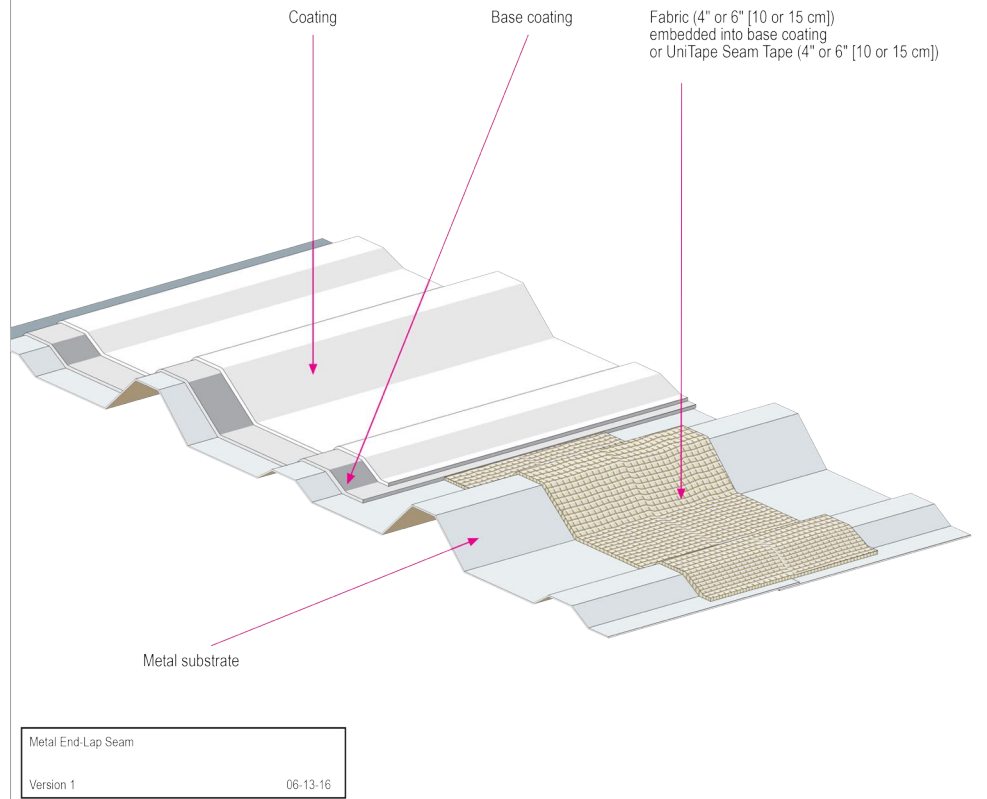 Coating
Base coating
Fabric (4" or 6" [10 or 15 cm])
embedded into base coating
or UniTape Seam Tape (4" or 6" [10 or 15 cm])
Metal substrate
Metal End-Lap Seam
Version 1 06-13-16